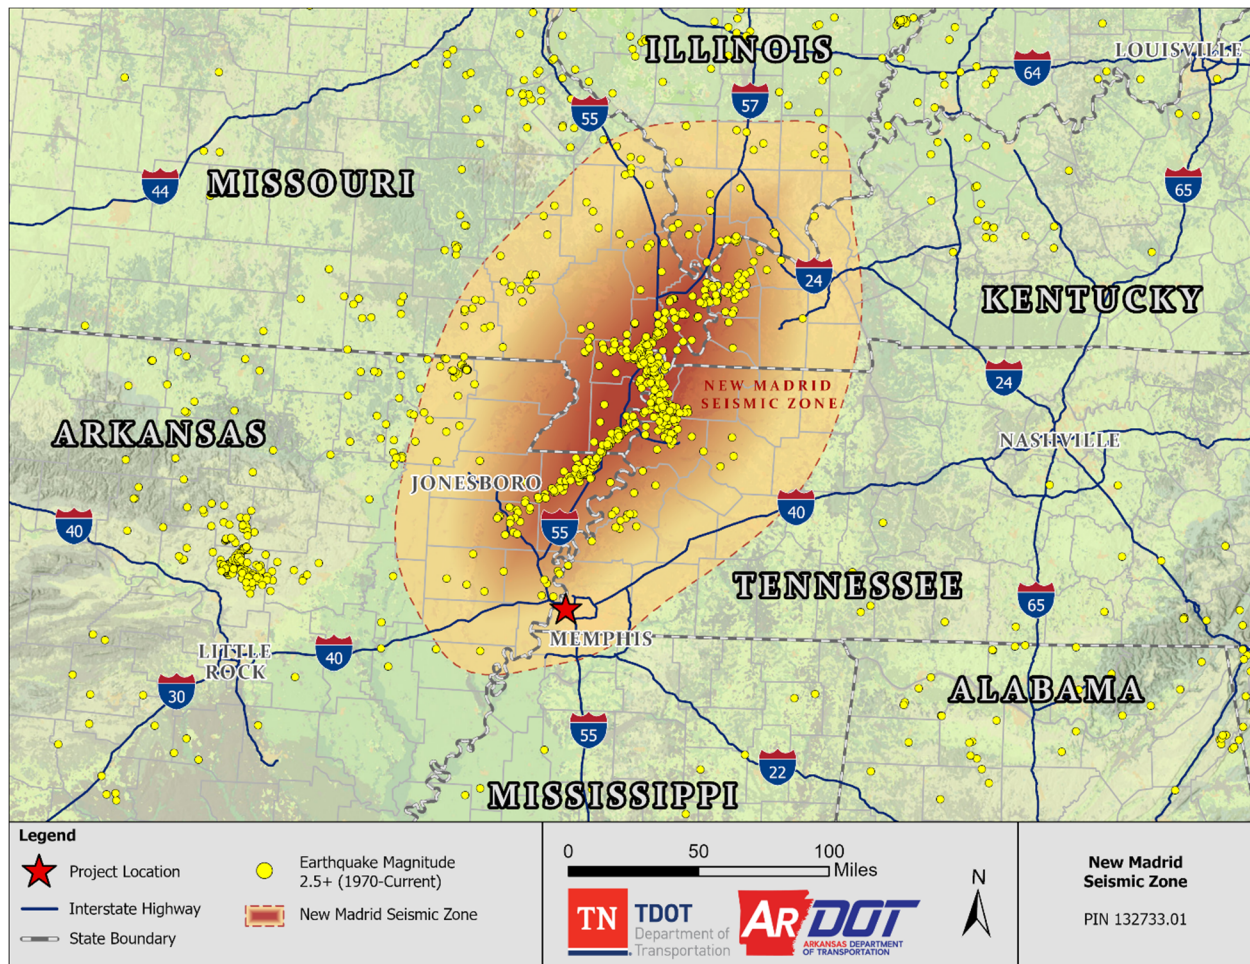 ILLINOIS
LOUISVILLE
64
57
55
MISSOURI
44
65
24
KENTUCKY
NEW MADRID
SEISMIC ZONE
24
ARKANSAS
NASHVILLE
JONESBORO
40
55
40
TENNESSEE
65
MEMPHIS
LITTLE
ROCK
40
30
ALABAMA
55
22
MISSISSIPPI
Legend
Project Location
Interstate Highway
State Boundary
Earthquake Magnitude
2.5+ (1970-Current)
New Madrid Seismic Zone
0 50 100
Miles
TN
TDOT
Department of
Transportation
AR DOT
ARKANSAS DEPARTMENT
OF TRANSPORTATION
N
New Madrid
Seismic Zone
PIN 132733.01